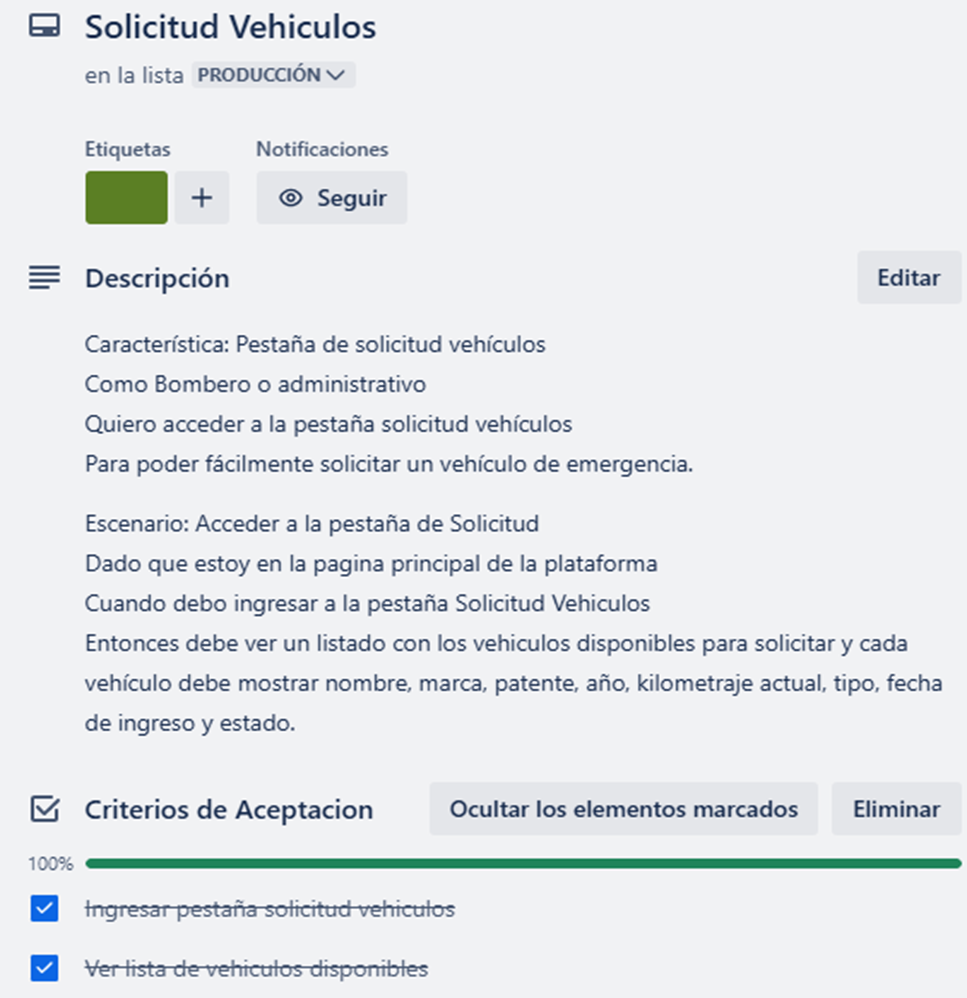 Solicitud Vehiculos
en la lista PRODUCCIÓN
Etiquetas
Notificaciones
+
Seguir
Descripción
Editar
Característica: Pestaña de solicitud vehículos
Como Bombero o administrativo
Quiero acceder a la pestaña solicitud vehículos
Para poder fácilmente solicitar un vehículo de emergencia.
Escenario: Acceder a la pestaña de Solicitud
Dado que estoy en la pagina principal de la plataforma
Cuando debo ingresar a la pestaña Solicitud Vehiculos
Entonces debe ver un listado con los vehiculos disponibles para solicitar y cada
vehículo debe mostrar nombre, marca, patente, año, kilometraje actual, tipo, fecha
de ingreso y estado.
Criterios de Aceptacion
Ocultar los elementos marcados
Eliminar
100%
Ingresar pestaña solicitud vehiculos
Ver lista de vehiculos disponibles